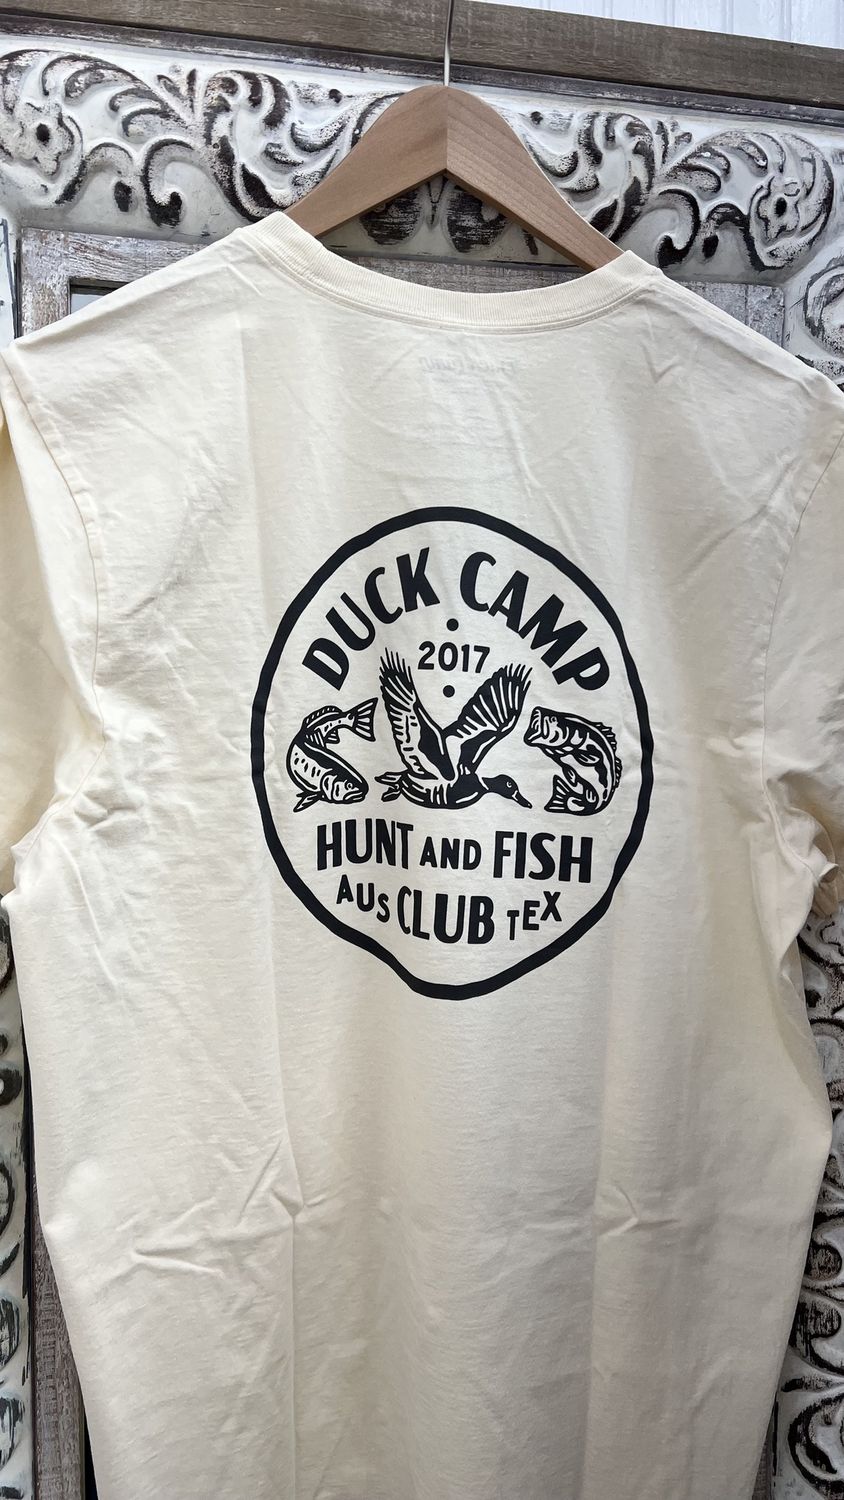 DUCK CAMP
2017
HUNT AND FISH
AUS CLUB TEX